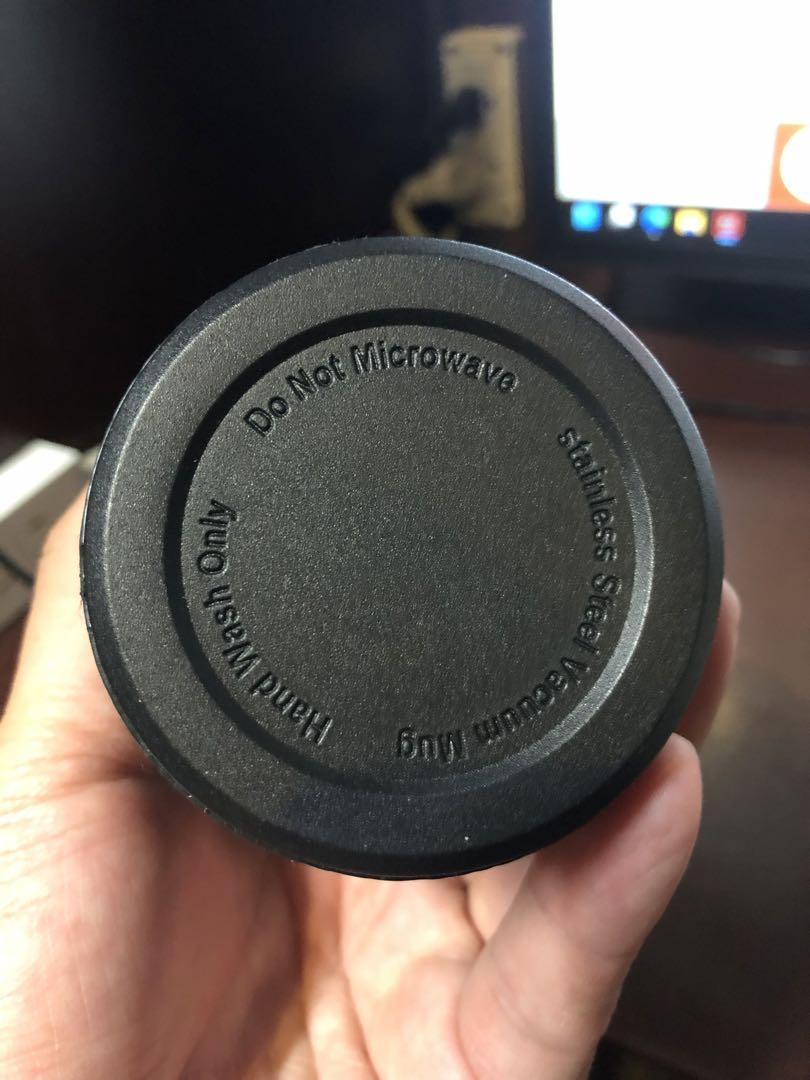 Do Not Microwave
stainless Steel Vacuum Mug
Hand Wash Only